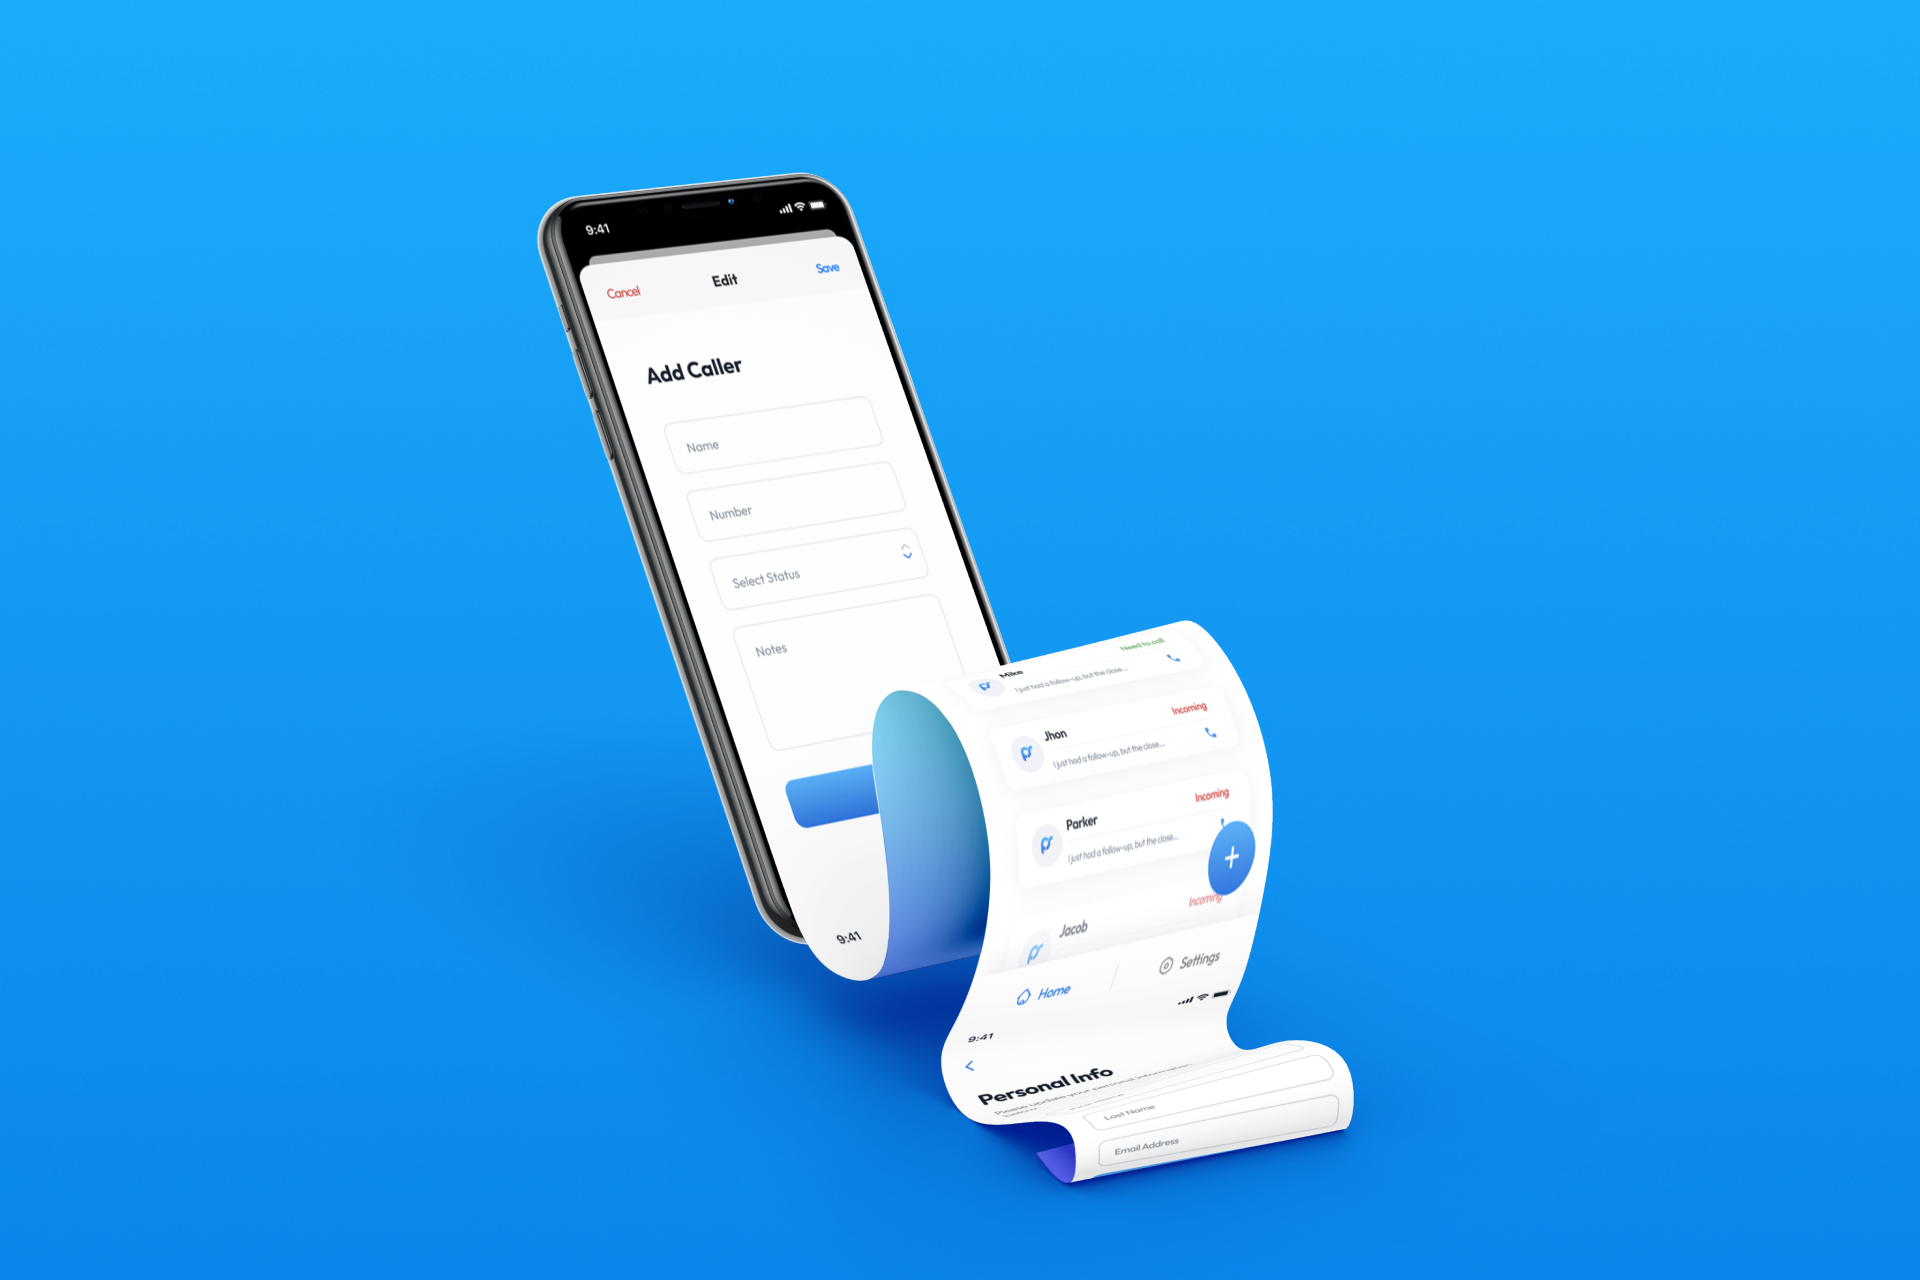 9:41
Cancel Edit Save
Add Caller
Name
Number
Select Status
Notes
9:41
Mike Need to call
I just had a follow-up, but the close...
Jhon Incoming
I just had a follow-up, but the close...
Parker Incoming
I just had a follow-up, but the close...
Jacob Incoming
Home Settings
9:41
Personal Info
Please update your personal information
below
Last Name
Email Address